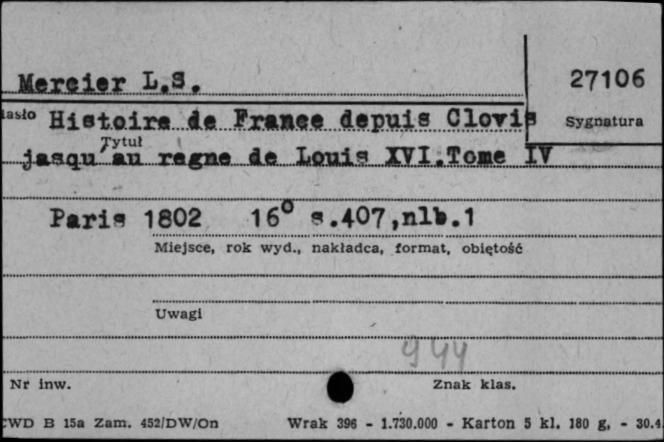 Mercier L.S.
27106
asło
Histoire de France depuis Clovis
Sygnatura
Tytuł
jasqu'au regne de Louis XVI.Tome IV
Paris 1802 16° s.407,nlb.1
Miejsce, rok wyd., nakładca, format, objętość
Uwagi
944
Nr inw.
Znak klas.
CWD B 15a Zam. 452/DW/On Wrak 396 - 1.730.000 - Karton 5 kl. 180 g. - 30.4